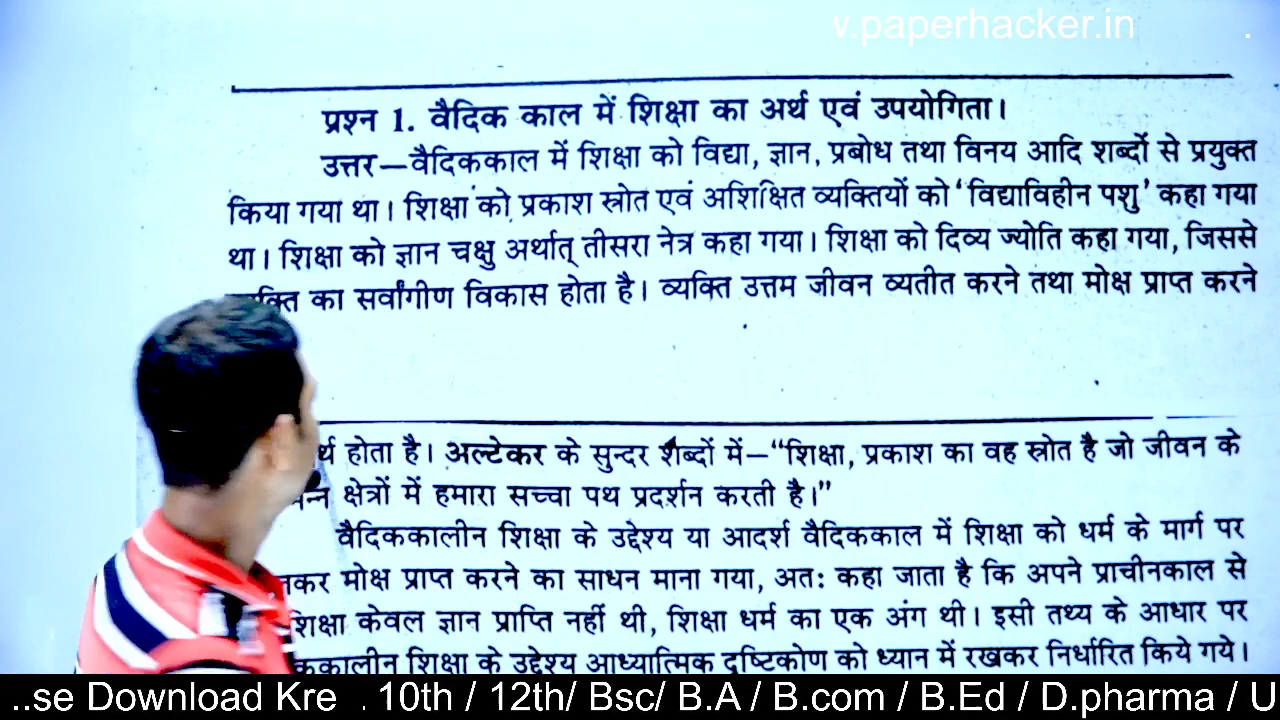 v.paperhacker.in .
प्रश्न 1. वैदिक काल में शिक्षा का अर्थ एवं उपयोगिता।
उत्तर—वैदिककाल में शिक्षा को विद्या, ज्ञान, प्रबोध तथा विनय आदि शब्दों से प्रयुक्त
किया गया था। शिक्षा को प्रकाश स्रोत एवं अशिक्षित व्यक्तियों को ‘विद्याविहीन पशु’ कहा गया
था। शिक्षा को ज्ञान चक्षु अर्थात् तीसरा नेत्र कहा गया। शिक्षा को दिव्य ज्योति कहा गया, जिससे
का सर्वांगीण विकास होता है। व्यक्ति उत्तम जीवन व्यतीत करने तथा मोक्ष प्राप्त करने
होता है। अल्टेकर के सुन्दर शब्दों में—“शिक्षा, प्रकाश का वह स्रोत है जो जीवन के
क्षेत्रों में हमारा सच्चा पथ प्रदर्शन करती है।”
वैदिककालीन शिक्षा के उद्देश्य या आदर्श वैदिककाल में शिक्षा को धर्म के मार्ग पर
मोक्ष प्राप्त करने का साधन माना गया, अतः कहा जाता है कि अपने प्राचीनकाल से
शिक्षा केवल ज्ञान प्राप्ति नहीं थी, शिक्षा धर्म का एक अंग थी। इसी तथ्य के आधार पर
शिक्षा के उद्देश्य आध्यात्मिक दृष्टिकोण को ध्यान में रखकर निर्धारित किये गये।
..se Download Kre . 10th / 12th/ Bsc/ B.A / B.com / B.Ed / D.pharma / U